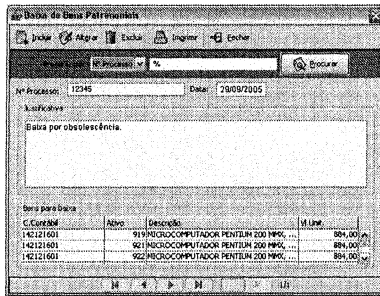 Baixa de Bens Patrimoniais
Incluir Alterar Excluir Imprimir Fechar
Nº Processo % Procurar
Nº Processo: 12345 Data: 29/09/2005
Justificativa
Baixa por obsolescência.
Bens para baixa
C.Contábil Ativo Descrição Vl.Unit.
142121601 919 MICROCOMPUTADOR PENTIUM 200 MMX, ... 884,00
142121601 921 MICROCOMPUTADOR PENTIUM 200 MMX, ... 884,00
142121601 922 MICROCOMPUTADOR PENTIUM 200 MMX, ... 884,00
1/1